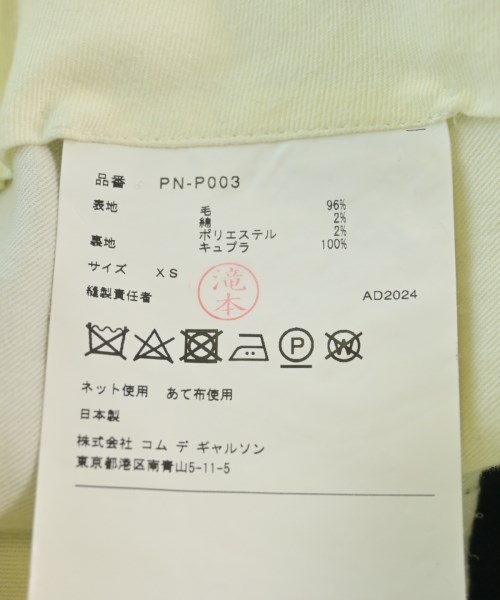 品番 PN-P003
表地 毛 96%
綿 2%
ポリエステル 2%
裏地 キュプラ 100%
サイズ XS
縫製責任者 滝本 AD2024
P W
ネット使用 あて布使用
日本製
株式会社 コム デ ギャルソン
東京都港区南青山5-11-5